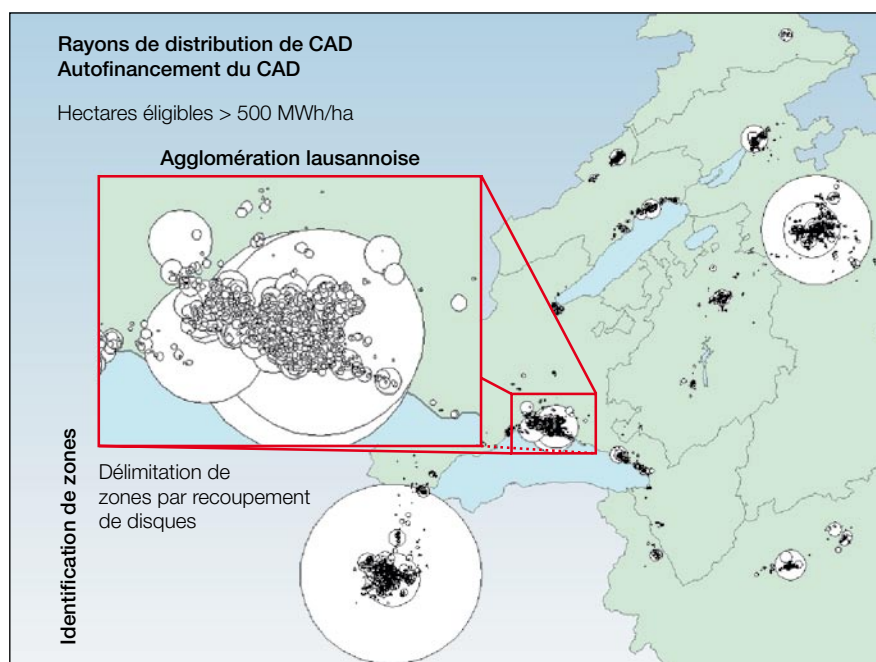 Rayons de distribution de CAD
Autofinancement du CAD
Hectares éligibles > 500 MWh/ha
Agglomération lausannoise
Délimitation de
zones par recoupement
de disques
Identification de zones